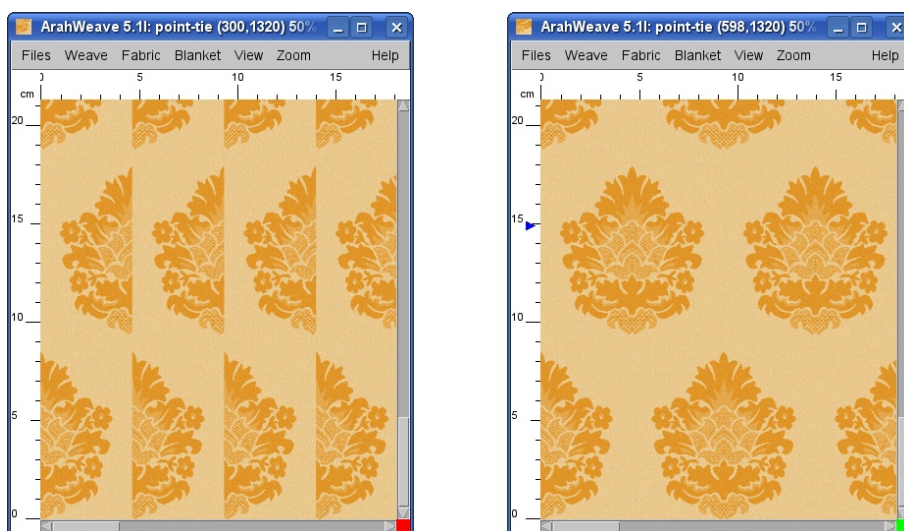 ArahWeave 5.1l: point-tie (300,1320) 50%
Files Weave Fabric Blanket View Zoom Help
0 5 10 15
cm
20
15
10
5
0
ArahWeave 5.1l: point-tie (598,1320) 50%
Files Weave Fabric Blanket View Zoom Help
0 5 10 15
cm
20
15
10
5
0